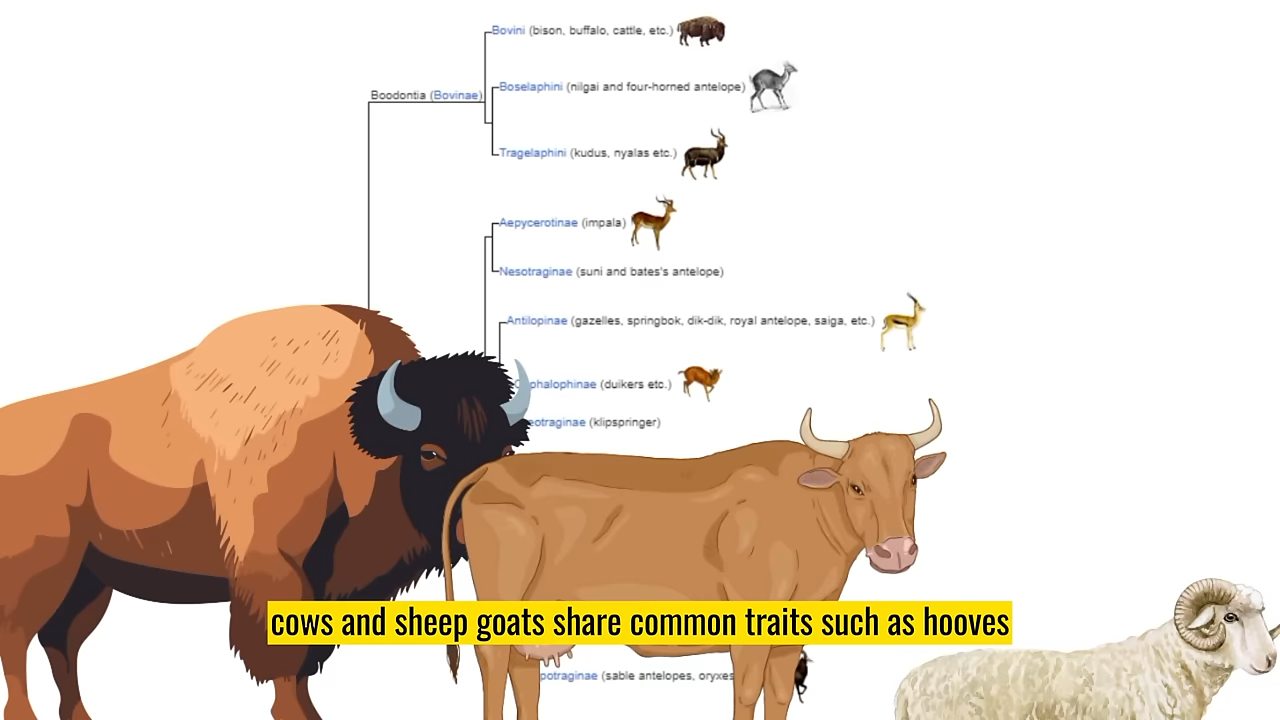 Bovini (bison, buffalo, cattle, etc.)
Boselaphini (nilgai and four-horned antelope)
Boodontia (Bovinae)
Tragelaphini (kudus, nyalas etc.)
Aepycerotinae (impala)
Nesotraginae (suni and bates's antelope)
Antilopinae (gazelles, springbok, dik-dik, royal antelope, saiga, etc.)
phalophinae (duikers etc.)
eotraginae (klipspringer)
cows and sheep goats share common traits such as hooves
potraginae (sable antelopes, oryxes